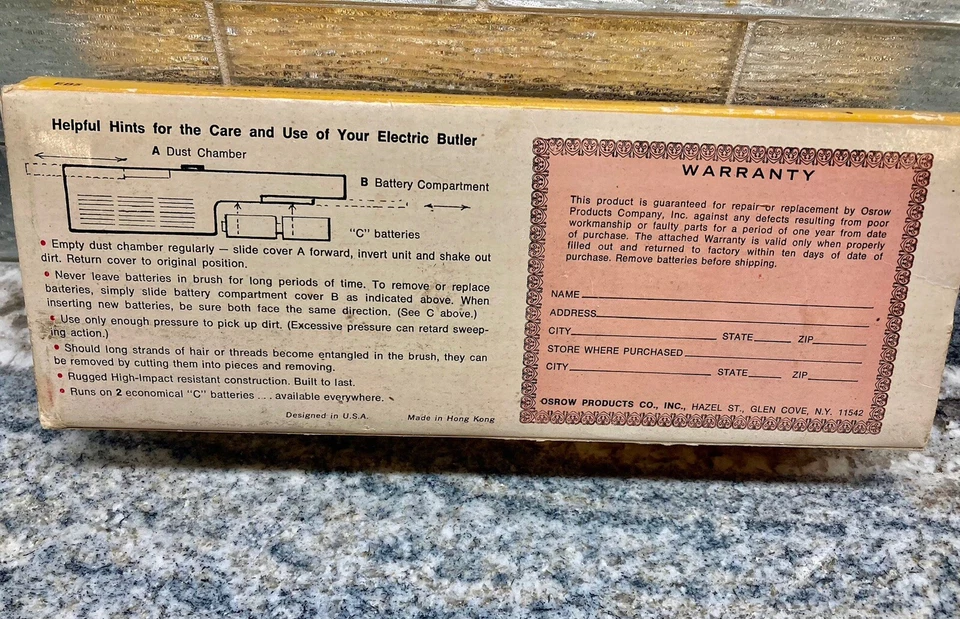 EB5
Helpful Hints for the Care and Use of Your Electric Butler
A Dust Chamber
B Battery Compartment
"C" batteries
• Empty dust chamber regularly — slide cover A forward, invert unit and shake out
dirt. Return cover to original position.
• Never leave batteries in brush for long periods of time. To remove or replace
batteries, simply slide battery compartment cover B as indicated above. When
inserting new batteries, be sure both face the same direction. (See C above.)
• Use only enough pressure to pick up dirt. (Excessive pressure can retard sweep-
ing action.)
• Should long strands of hair or threads become entangled in the brush, they can
be removed by cutting them into pieces and removing.
• Rugged High-Impact resistant construction. Built to last.
• Runs on 2 economical "C" batteries ... available everywhere.
Designed in U.S.A. Made in Hong Kong
WARRANTY
This product is guaranteed for repair or replacement by Osrow
Products Company, Inc. against any defects resulting from poor
workmanship or faulty parts for a period of one year from date
of purchase. The attached Warranty is valid only when properly
filled out and returned to factory within ten days of date of
purchase. Remove batteries before shipping.
NAME
ADDRESS
CITY STATE ZIP
STORE WHERE PURCHASED
CITY STATE ZIP
OSROW PRODUCTS CO., INC., HAZEL ST., GLEN COVE, N.Y. 11542